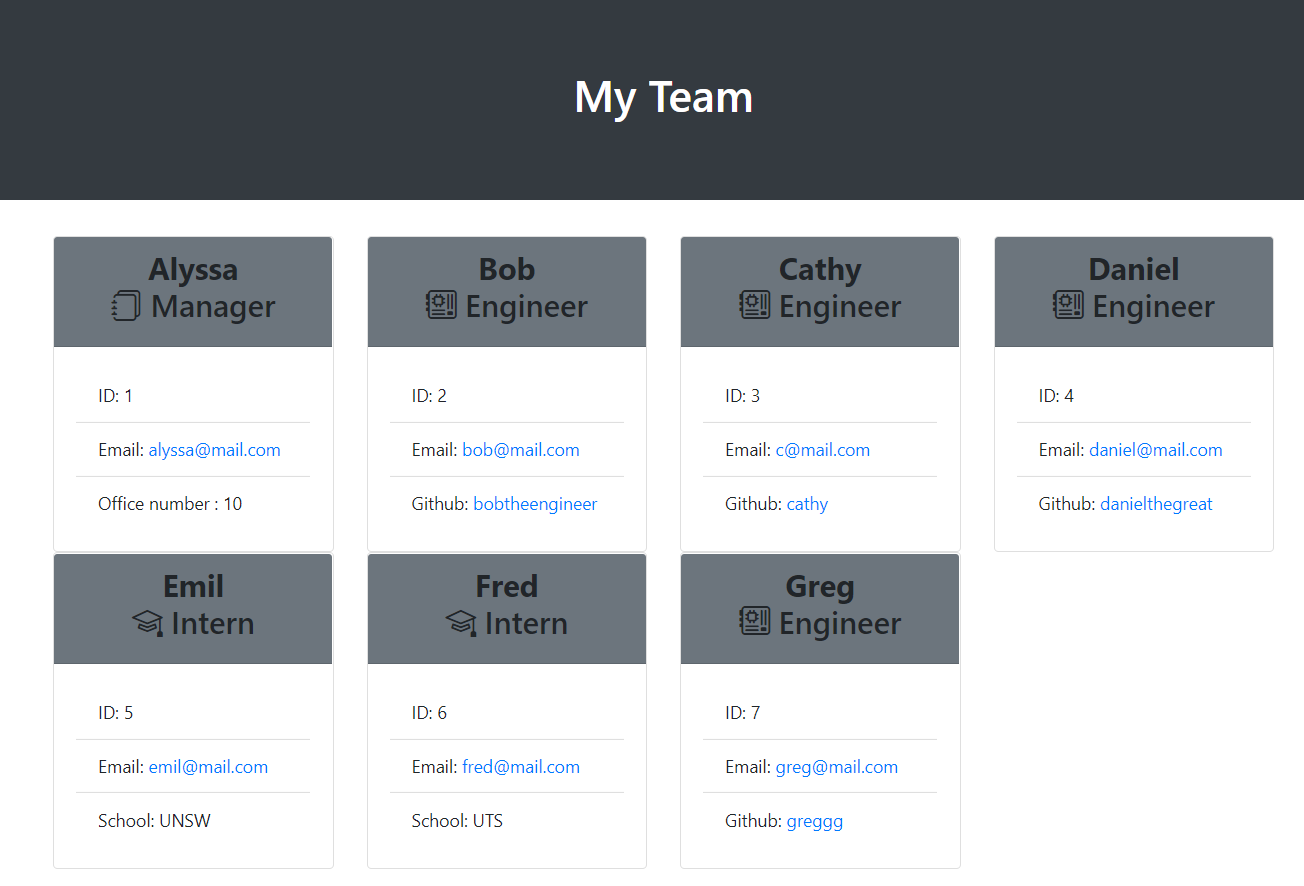 My Team
Alyssa
Manager
ID: 1
Email: alyssa@mail.com
Office number : 10
Bob
Engineer
ID: 2
Email: bob@mail.com
Github: bobtheengineer
Cathy
Engineer
ID: 3
Email: c@mail.com
Github: cathy
Daniel
Engineer
ID: 4
Email: daniel@mail.com
Github: danielthegreat
Emil
Intern
ID: 5
Email: emil@mail.com
School: UNSW
Fred
Intern
ID: 6
Email: fred@mail.com
School: UTS
Greg
Engineer
ID: 7
Email: greg@mail.com
Github: greggg